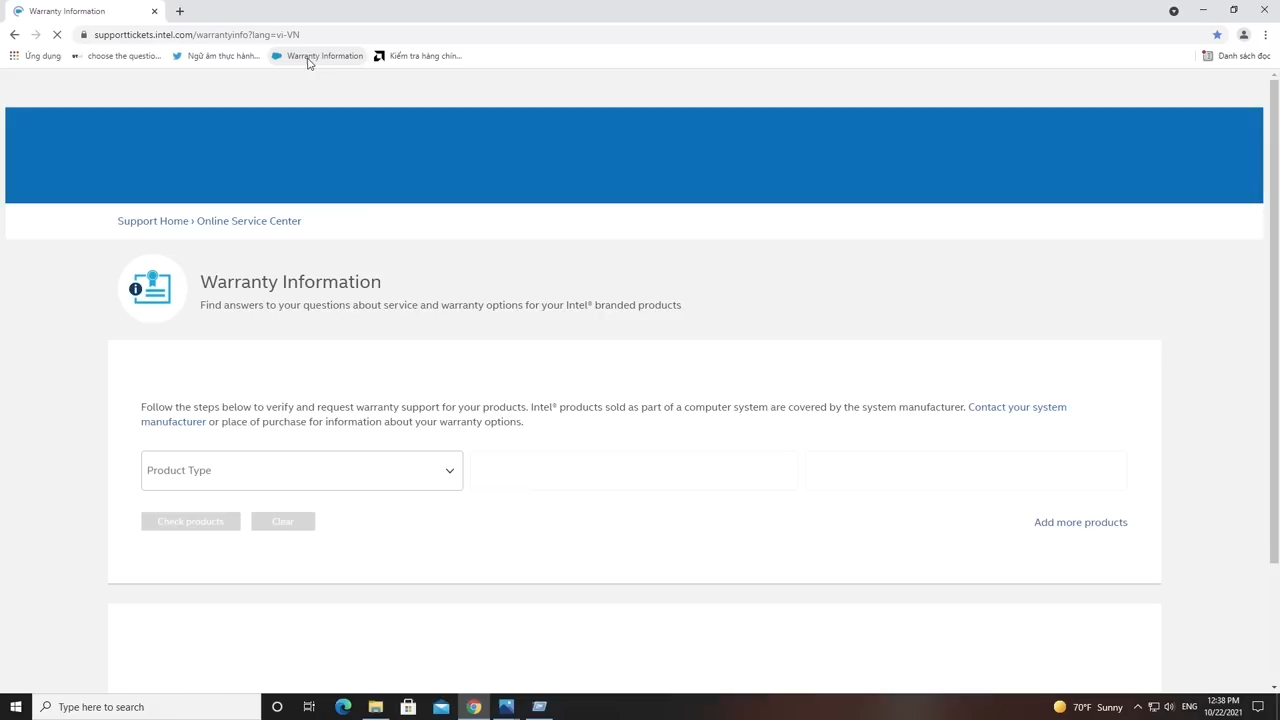 Warranty Information
supporttickets.intel.com/warrantyinfo?lang=vi-VN
Ứng dụng choose the questio... Ngữ âm thực hành... Warranty Information Kiểm tra hàng chín... Danh sách đọc
Support Home › Online Service Center
Warranty Information
Find answers to your questions about service and warranty options for your Intel® branded products
Follow the steps below to verify and request warranty support for your products. Intel® products sold as part of a computer system are covered by the system manufacturer. Contact your system
manufacturer or place of purchase for information about your warranty options.
Product Type
Check products Clear Add more products
Type here to search
70°F Sunny
ENG
12:38 PM
10/22/2021